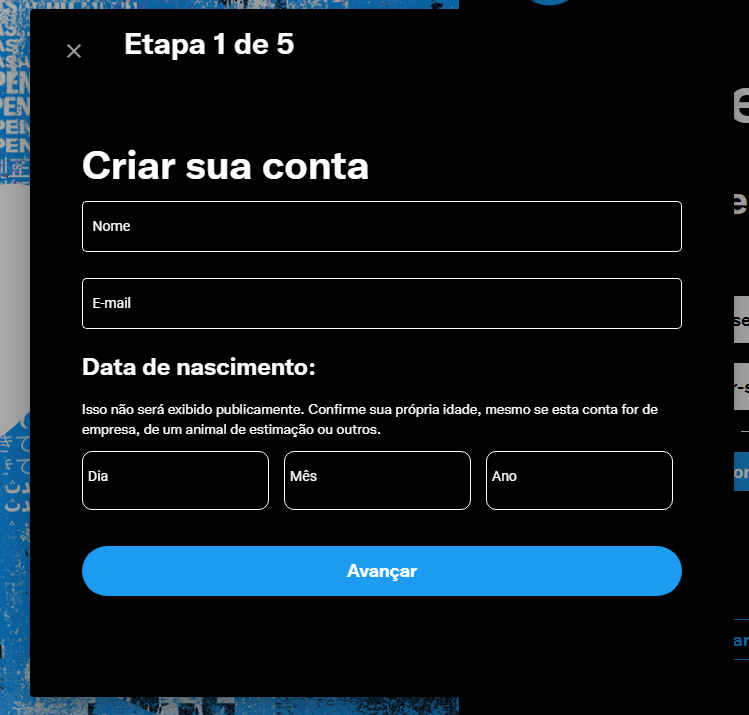 Etapa 1 de 5
Criar sua conta
Nome
E-mail
Data de nascimento:
Isso não será exibido publicamente. Confirme sua própria idade, mesmo se esta conta for de
empresa, de um animal de estimação ou outros.
Dia
Mês
Ano
Avançar